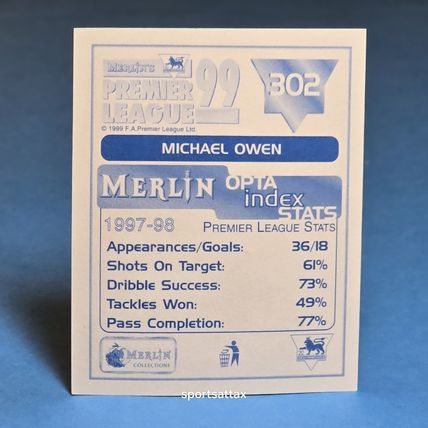 MERLIN'S
PREMIER
LEAGUE 99
© 1999 F.A. Premier League Ltd.
302
MICHAEL OWEN
MERLIN OPTA
index
STATS
1997-98 PREMIER LEAGUE STATS
Appearances/Goals: 36/18
Shots On Target: 61%
Dribble Success: 73%
Tackles Won: 49%
Pass Completion: 77%
MERLIN
COLLECTIONS
sportsattax